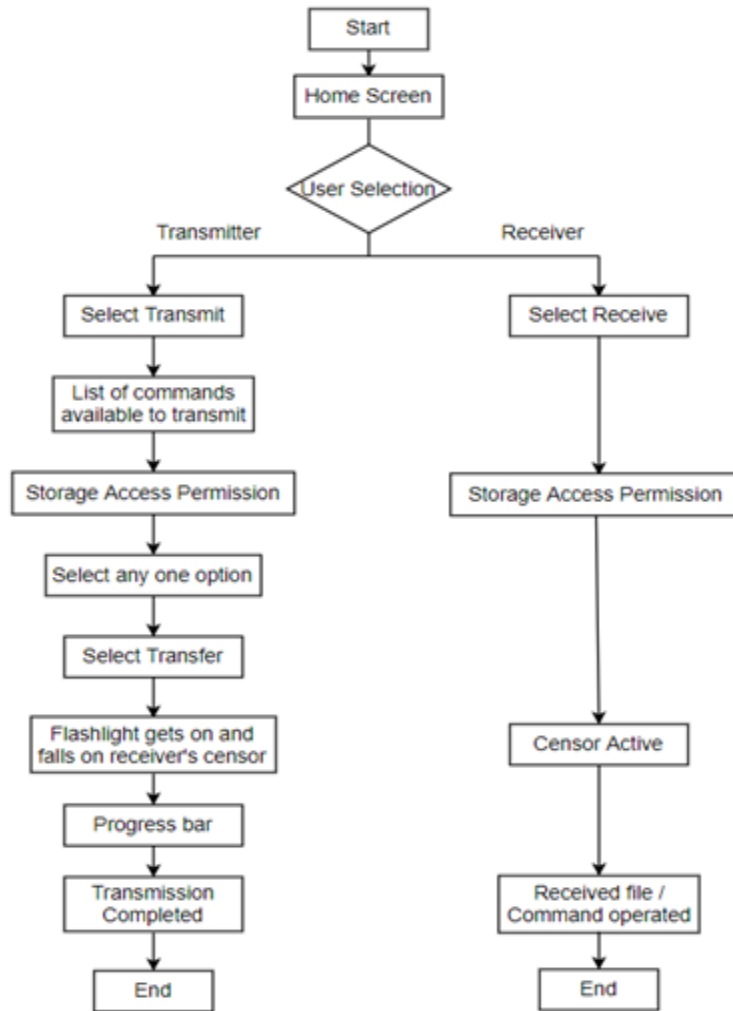 Start
Home Screen
User Selection
Transmitter
Receiver
Select Transmit
Select Receive
List of commands
available to transmit
Storage Access Permission
Storage Access Permission
Select any one option
Select Transfer
Flashlight gets on and
falls on receiver's censor
Censor Active
Progress bar
Transmission
Completed
Received file /
Command operated
End
End